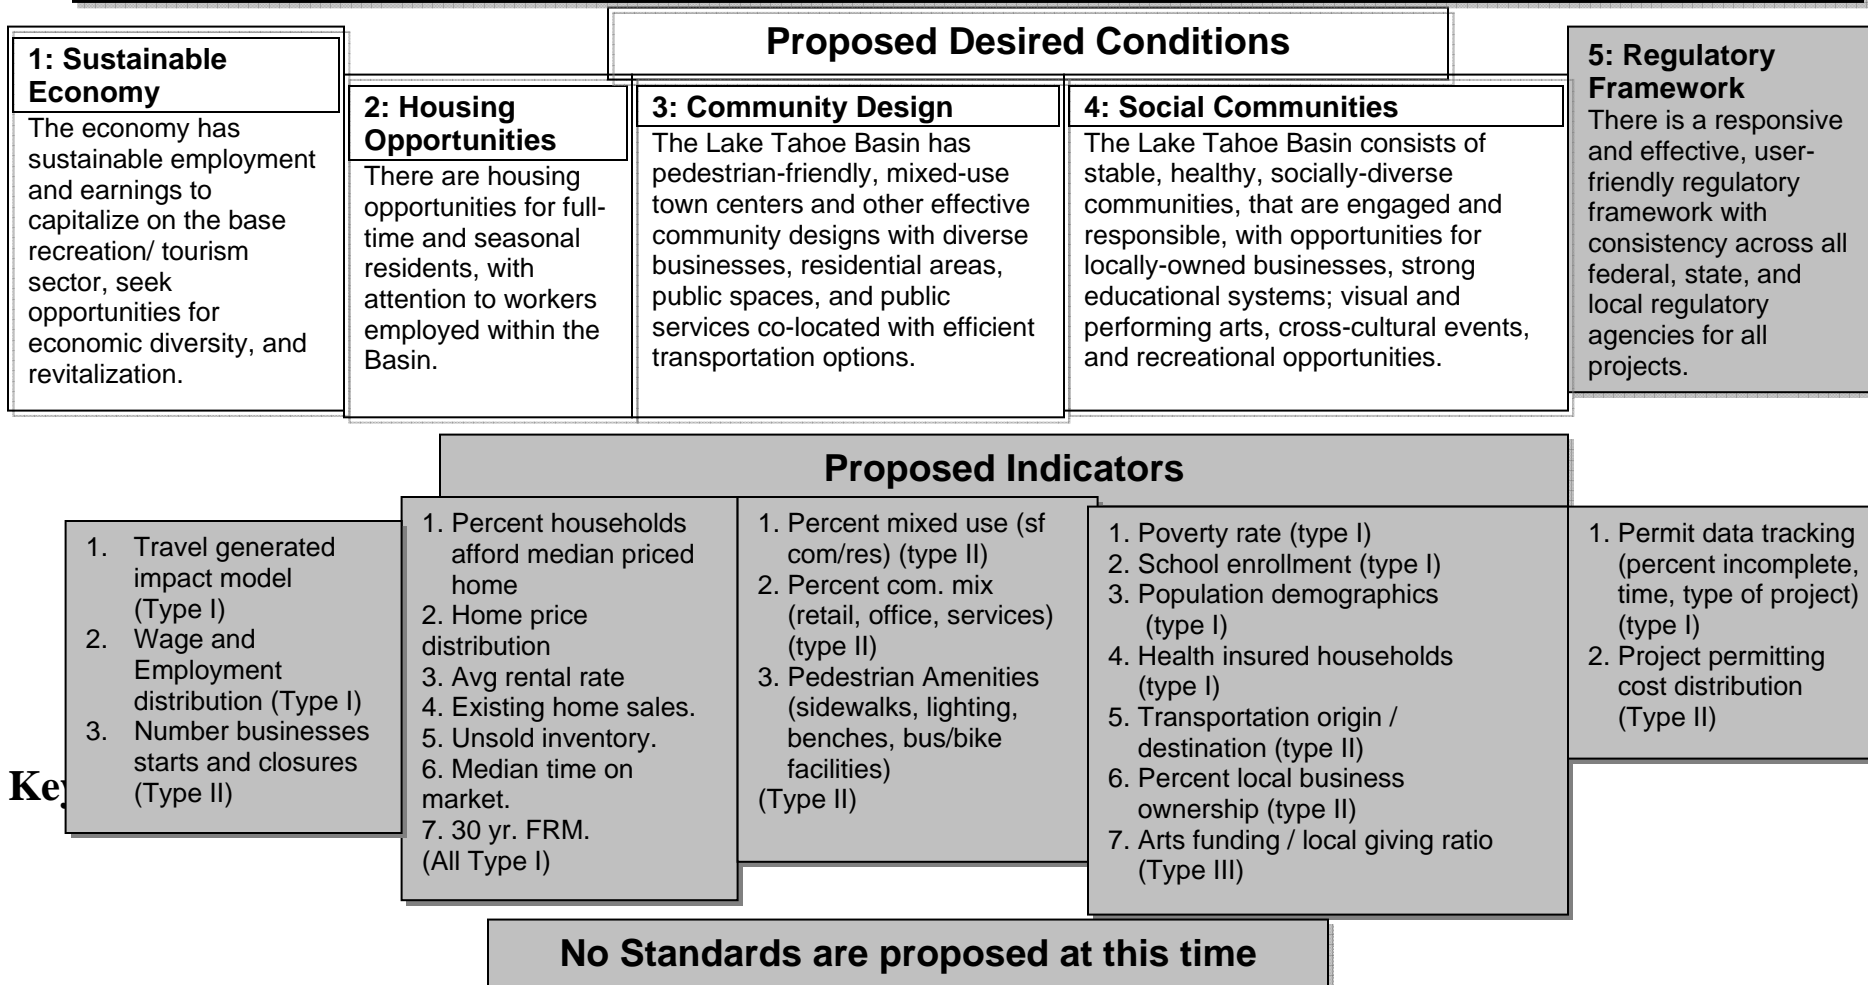 Proposed Desired Conditions
1: Sustainable
Economy
The economy has
sustainable employment
and earnings to
capitalize on the base
recreation/ tourism
sector, seek
opportunities for
economic diversity, and
revitalization.
2: Housing
Opportunities
There are housing
opportunities for full-
time and seasonal
residents, with
attention to workers
employed within the
Basin.
3: Community Design
The Lake Tahoe Basin has
pedestrian-friendly, mixed-use
town centers and other effective
community designs with diverse
businesses, residential areas,
public spaces, and public
services co-located with efficient
transportation options.
4: Social Communities
The Lake Tahoe Basin consists of
stable, healthy, socially-diverse
communities, that are engaged and
responsible, with opportunities for
locally-owned businesses, strong
educational systems; visual and
performing arts, cross-cultural events,
and recreational opportunities.
5: Regulatory
Framework
There is a responsive
and effective, user-
friendly regulatory
framework with
consistency across all
federal, state, and
local regulatory
agencies for all
projects.
Proposed Indicators
1. Travel generated
impact model
(Type I)
2. Wage and
Employment
distribution (Type I)
3. Number businesses
starts and closures
(Type II)
1. Percent households
afford median priced
home
2. Home price
distribution
3. Avg rental rate
4. Existing home sales.
5. Unsold inventory.
6. Median time on
market.
7. 30 yr. FRM.
(All Type I)
1. Percent mixed use (sf
com/res) (type II)
2. Percent com. mix
(retail, office, services)
(type II)
3. Pedestrian Amenities
(sidewalks, lighting,
benches, bus/bike
facilities)
(Type II)
1. Poverty rate (type I)
2. School enrollment (type I)
3. Population demographics
(type I)
4. Health insured households
(type I)
5. Transportation origin /
destination (type II)
6. Percent local business
ownership (type II)
7. Arts funding / local giving ratio
(Type III)
1. Permit data tracking
(percent incomplete,
time, type of project)
(type I)
2. Project permitting
cost distribution
(Type II)
No Standards are proposed at this time